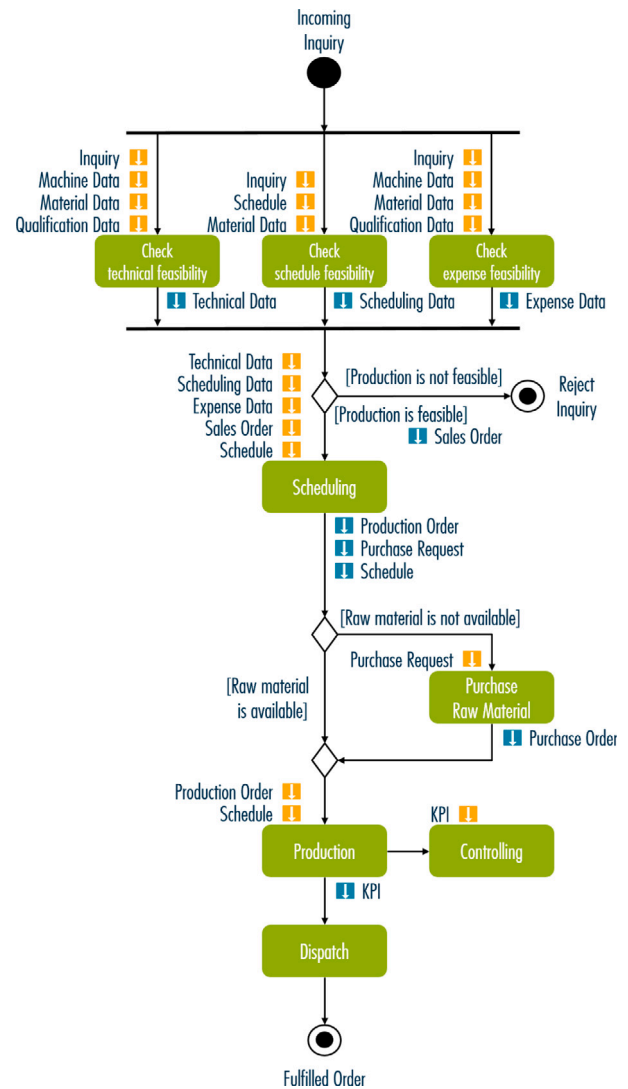 Incoming
Inquiry
Inquiry
Machine Data
Material Data
Qualification Data
Inquiry
Schedule
Material Data
Inquiry
Machine Data
Material Data
Qualification Data
Check
technical feasibility
Check
schedule feasibility
Check
expense feasibility
Technical Data
Scheduling Data
Expense Data
Technical Data
Scheduling Data
Expense Data
Sales Order
Schedule
[Production is not feasible]
Reject
Inquiry
[Production is feasible]
Sales Order
Scheduling
Production Order
Purchase Request
Schedule
[Raw material is not available]
Purchase Request
[Raw material
is available]
Purchase
Raw Material
Purchase Order
Production Order
Schedule
KPI
Production
Controlling
KPI
Dispatch
Fulfilled Order